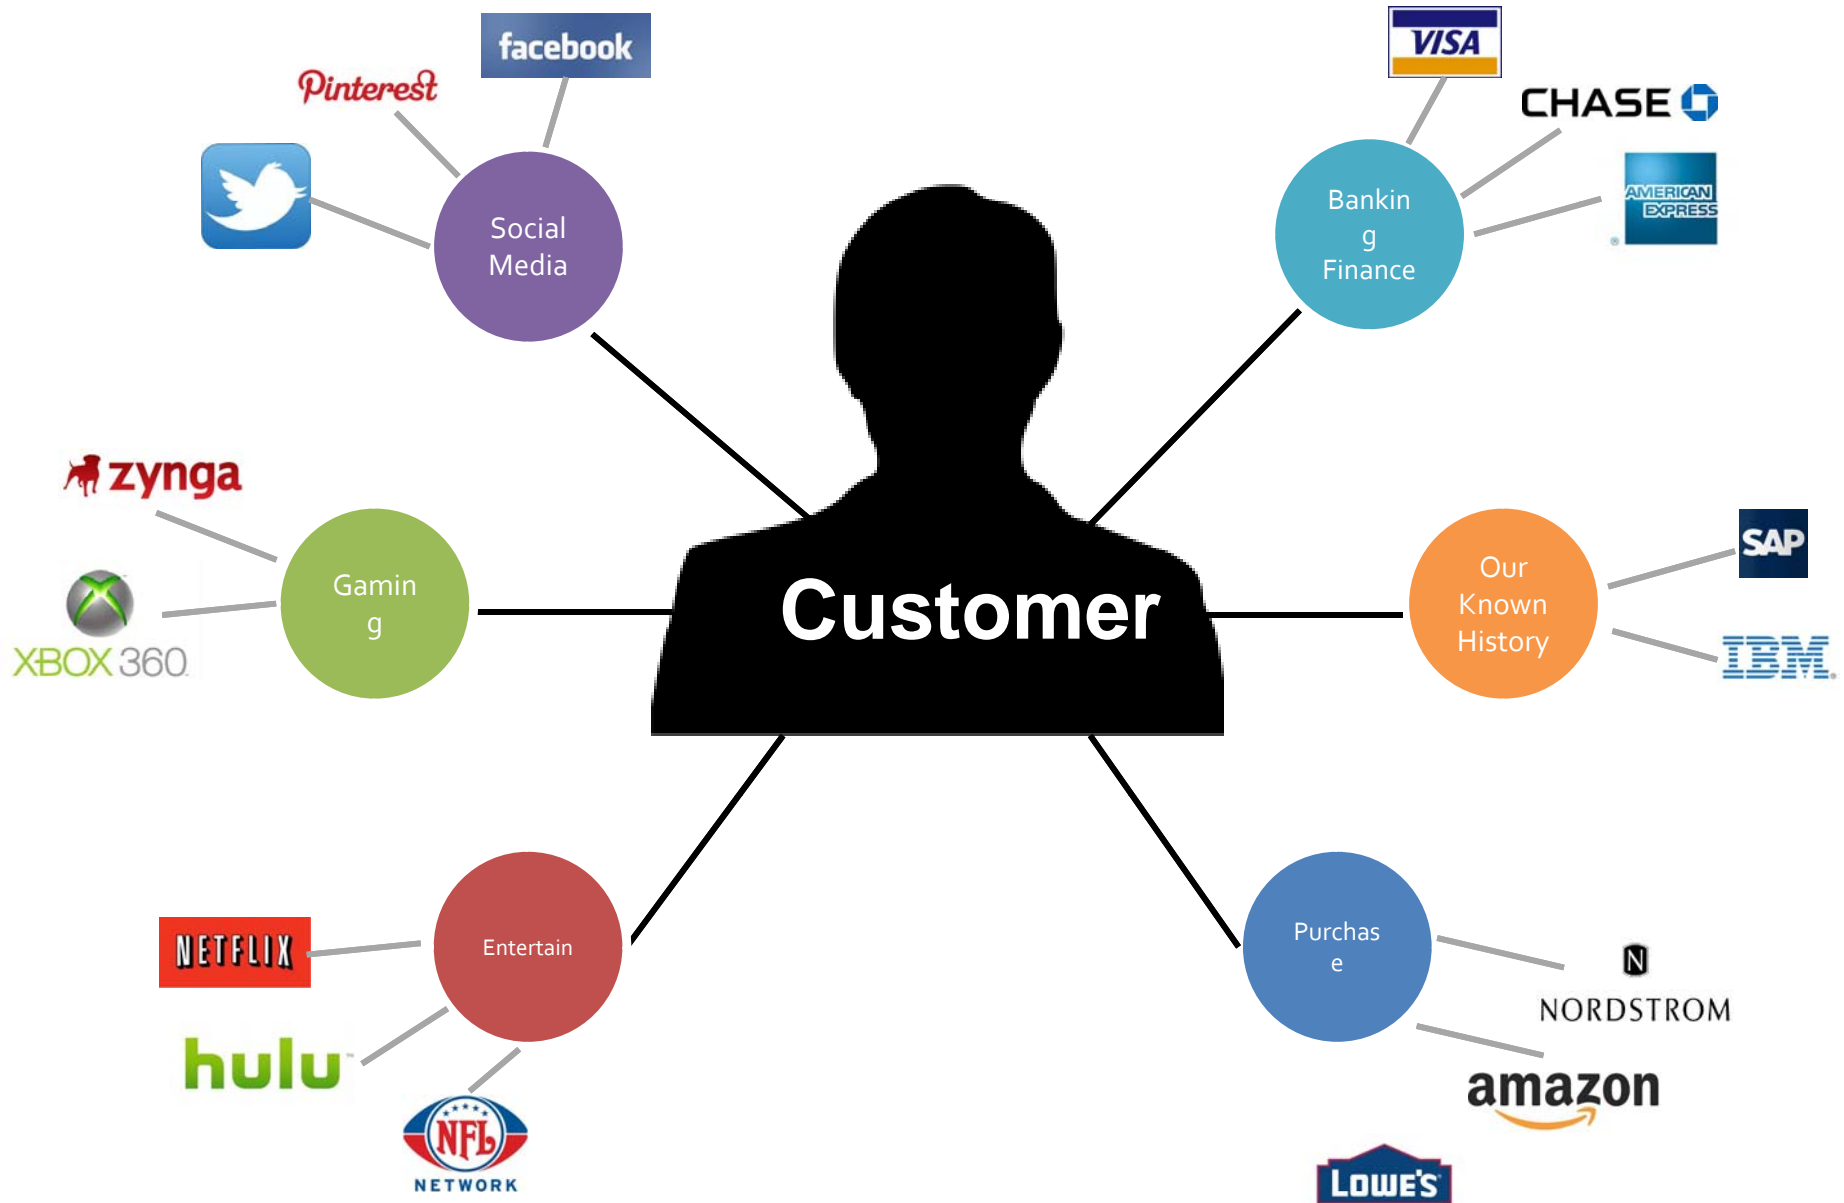 facebook
Pinterest
Social
Media
VISA
CHASE
AMERICAN
EXPRESS
®
Bankin
g
Finance
zynga
XBOX 360
Gamin
g
Customer
Our
Known
History
SAP
IBM®
NETFLIX
hulu™
NFL
NETWORK
Entertain
Purchas
e
N
NORDSTROM
amazon
LOWE'S